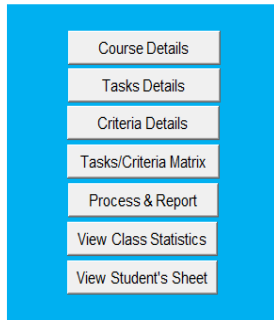 Course Details
Tasks Details
Criteria Details
Tasks/Criteria Matrix
Process & Report
View Class Statistics
View Student's Sheet